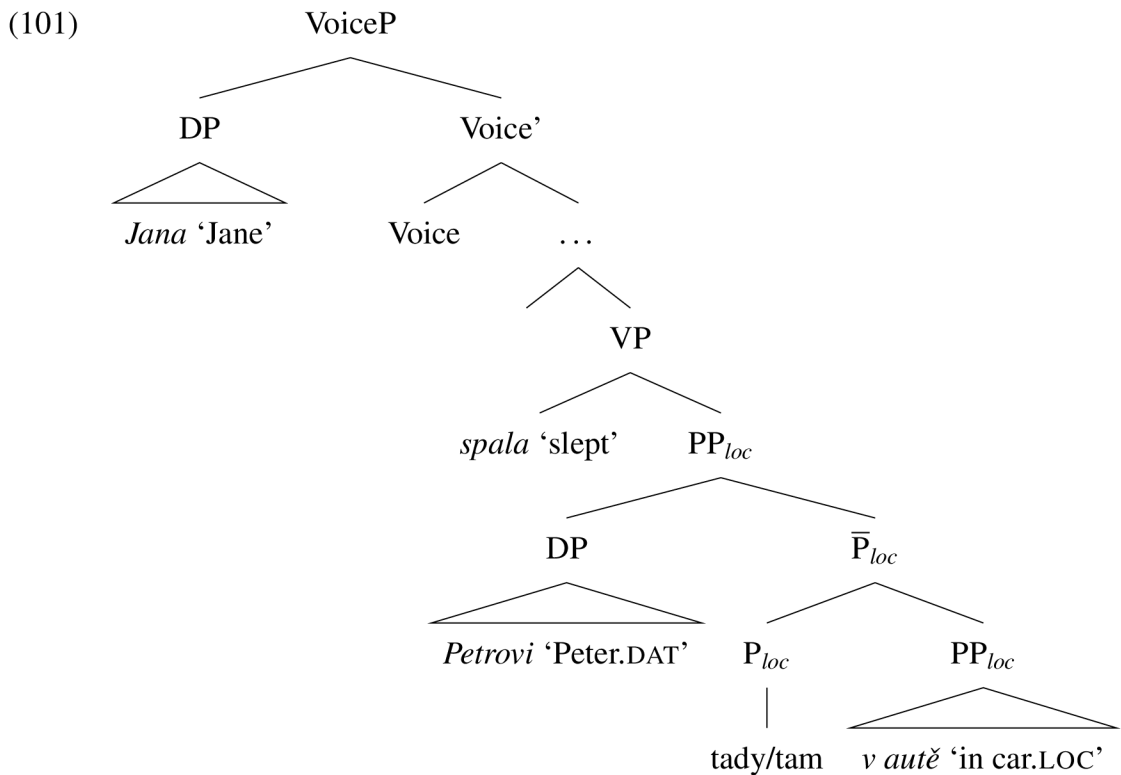 (101) VoiceP
DP Voice’
Jana ‘Jane’ Voice ...
VP
spala ‘slept’ PPloc
DP P̅loc
Petrovi ‘Peter.DAT’ Ploc PPloc
tady/tam v autě ‘in car.LOC’